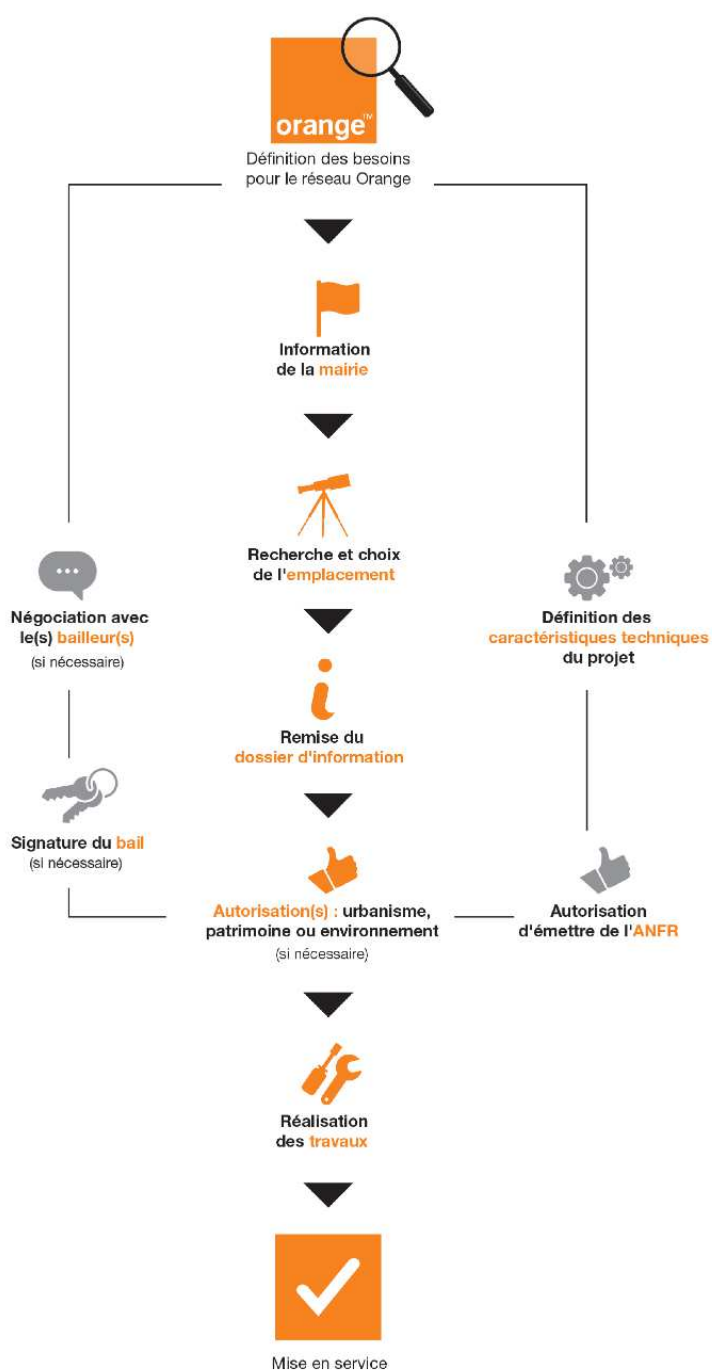 orange™
Définition des besoins
pour le réseau Orange
Information
de la mairie
Recherche et choix
de l'emplacement
Négociation avec
le(s) bailleur(s)
(si nécessaire)
Définition des
caractéristiques techniques
du projet
Remise du
dossier d'information
Signature du bail
(si nécessaire)
Autorisation(s) : urbanisme,
patrimoine ou environnement
(si nécessaire)
Autorisation
d'émettre de l'ANFR
Réalisation
des travaux
Mise en service